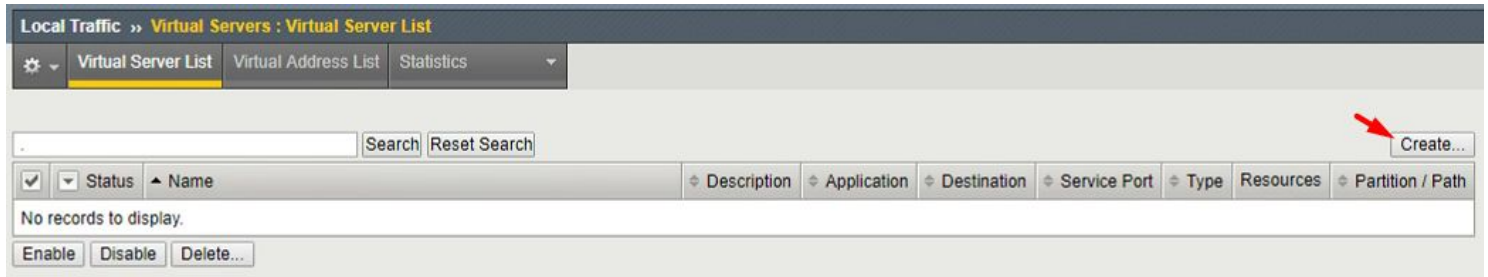 Local Traffic » Virtual Servers : Virtual Server List
Virtual Server List Virtual Address List Statistics
. Search Reset Search Create...
Status Name Description Application Destination Service Port Type Resources Partition / Path
No records to display.
Enable Disable Delete...